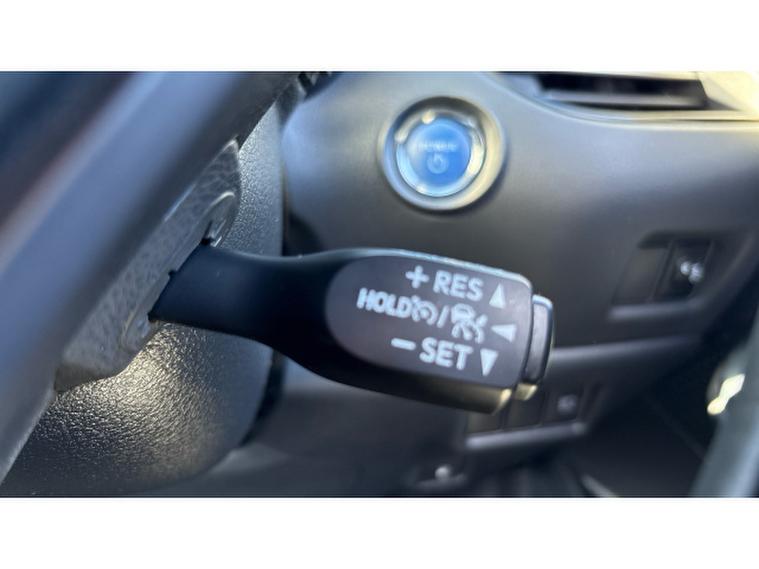 + RES ▲
HOLD / ◀
− SET ▼